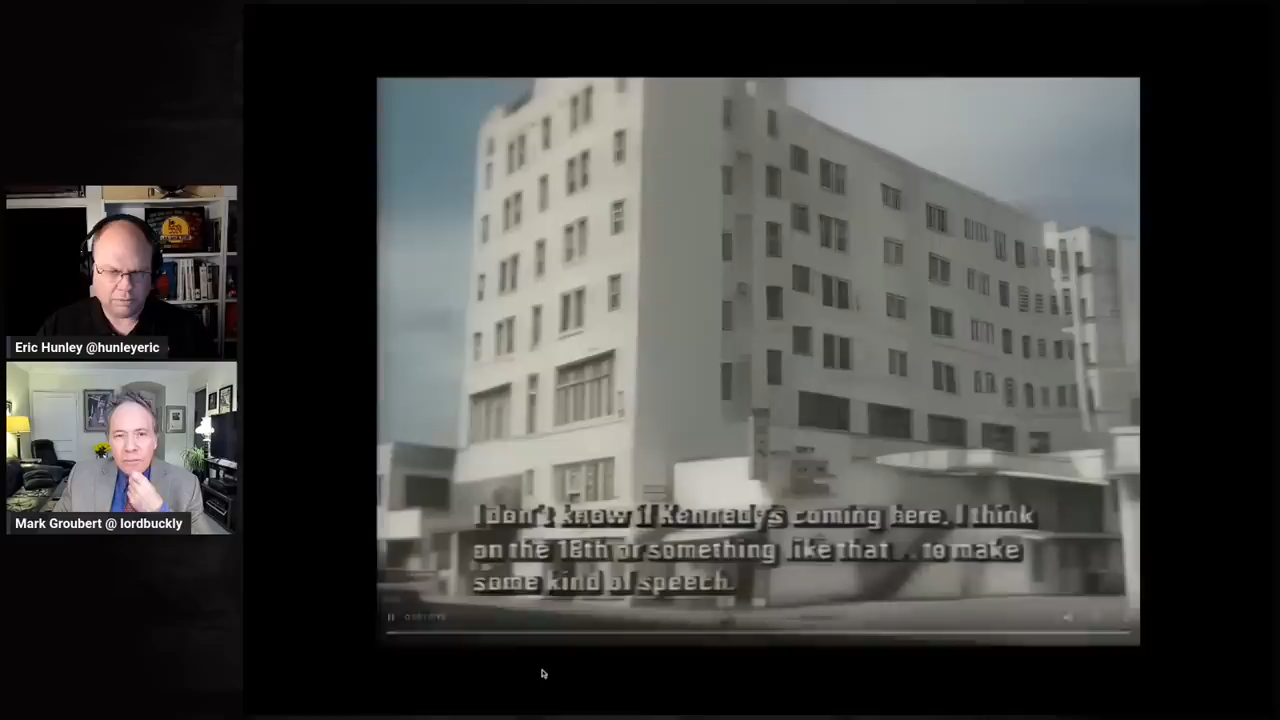 Eric Hunley @hunleyeric
Mark Groubert @ lordbuckly
I don't know if Kennedy's coming here, I think
on the 18th or something like that . . to make
some kind of speech.